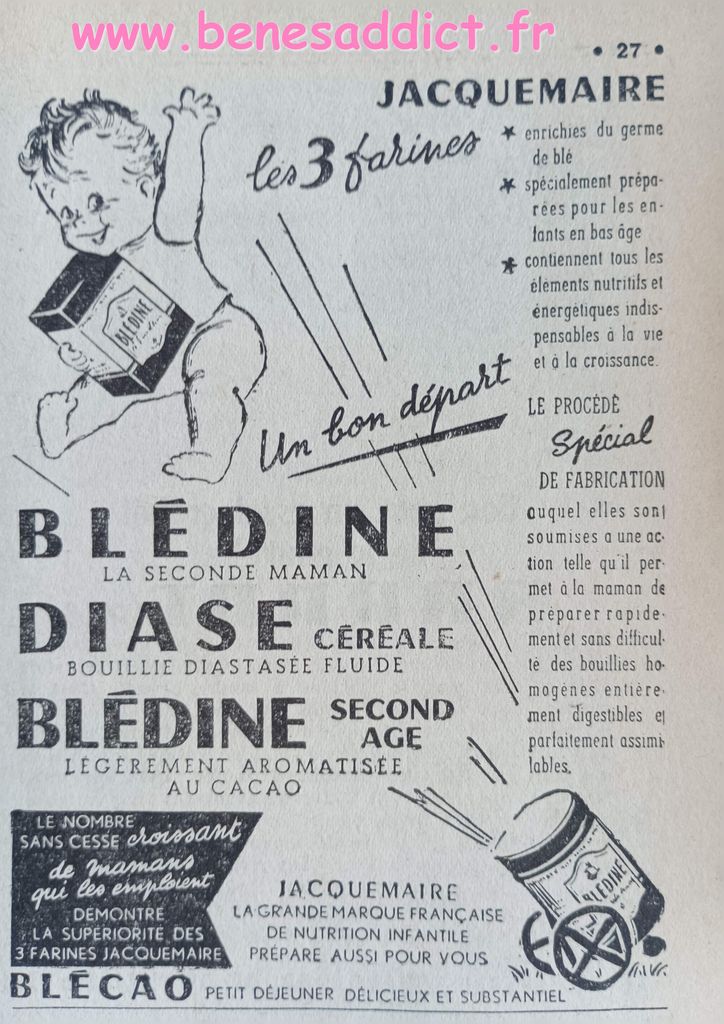 www.benesaddict.fr
• 27 •
JACQUEMAIRE
les 3 farines
★ enrichies du germe
de blé
★ spécialement prépa-
rées pour les en-
fants en bas âge
★ contiennent tous les
éléments nutritifs et
énergétiques indis-
pensables à la vie
et à la croissance.
BLÉDINE
Un bon départ
LE PROCÉDÉ
Spécial
DE FABRICATION
auquel elles sont
soumises a une ac-
tion telle qu'il per-
met à la maman de
préparer rapide-
ment et sans difficul-
té des bouillies ho-
mogènes entière-
ment digestibles et
parfaitement assimi-
lables.
BLÉDINE
LA SECONDE MAMAN
DIASE CÉRÉALE
BOUILLIE DIASTASÉE FLUIDE
BLÉDINE SECOND
AGE
LÉGÈREMENT AROMATISÉE
AU CACAO
LE NOMBRE
SANS CESSE croissant
de mamans
qui les emploient
DÉMONTRE
LA SUPÉRIORITÉ DES
3 FARINES JACQUEMAIRE
JACQUEMAIRE
LA GRANDE MARQUE FRANÇAISE
DE NUTRITION INFANTILE
PRÉPARE AUSSI POUR VOUS
BLÉDINE
BLÉCAO PETIT DÉJEUNER DÉLICIEUX ET SUBSTANTIEL